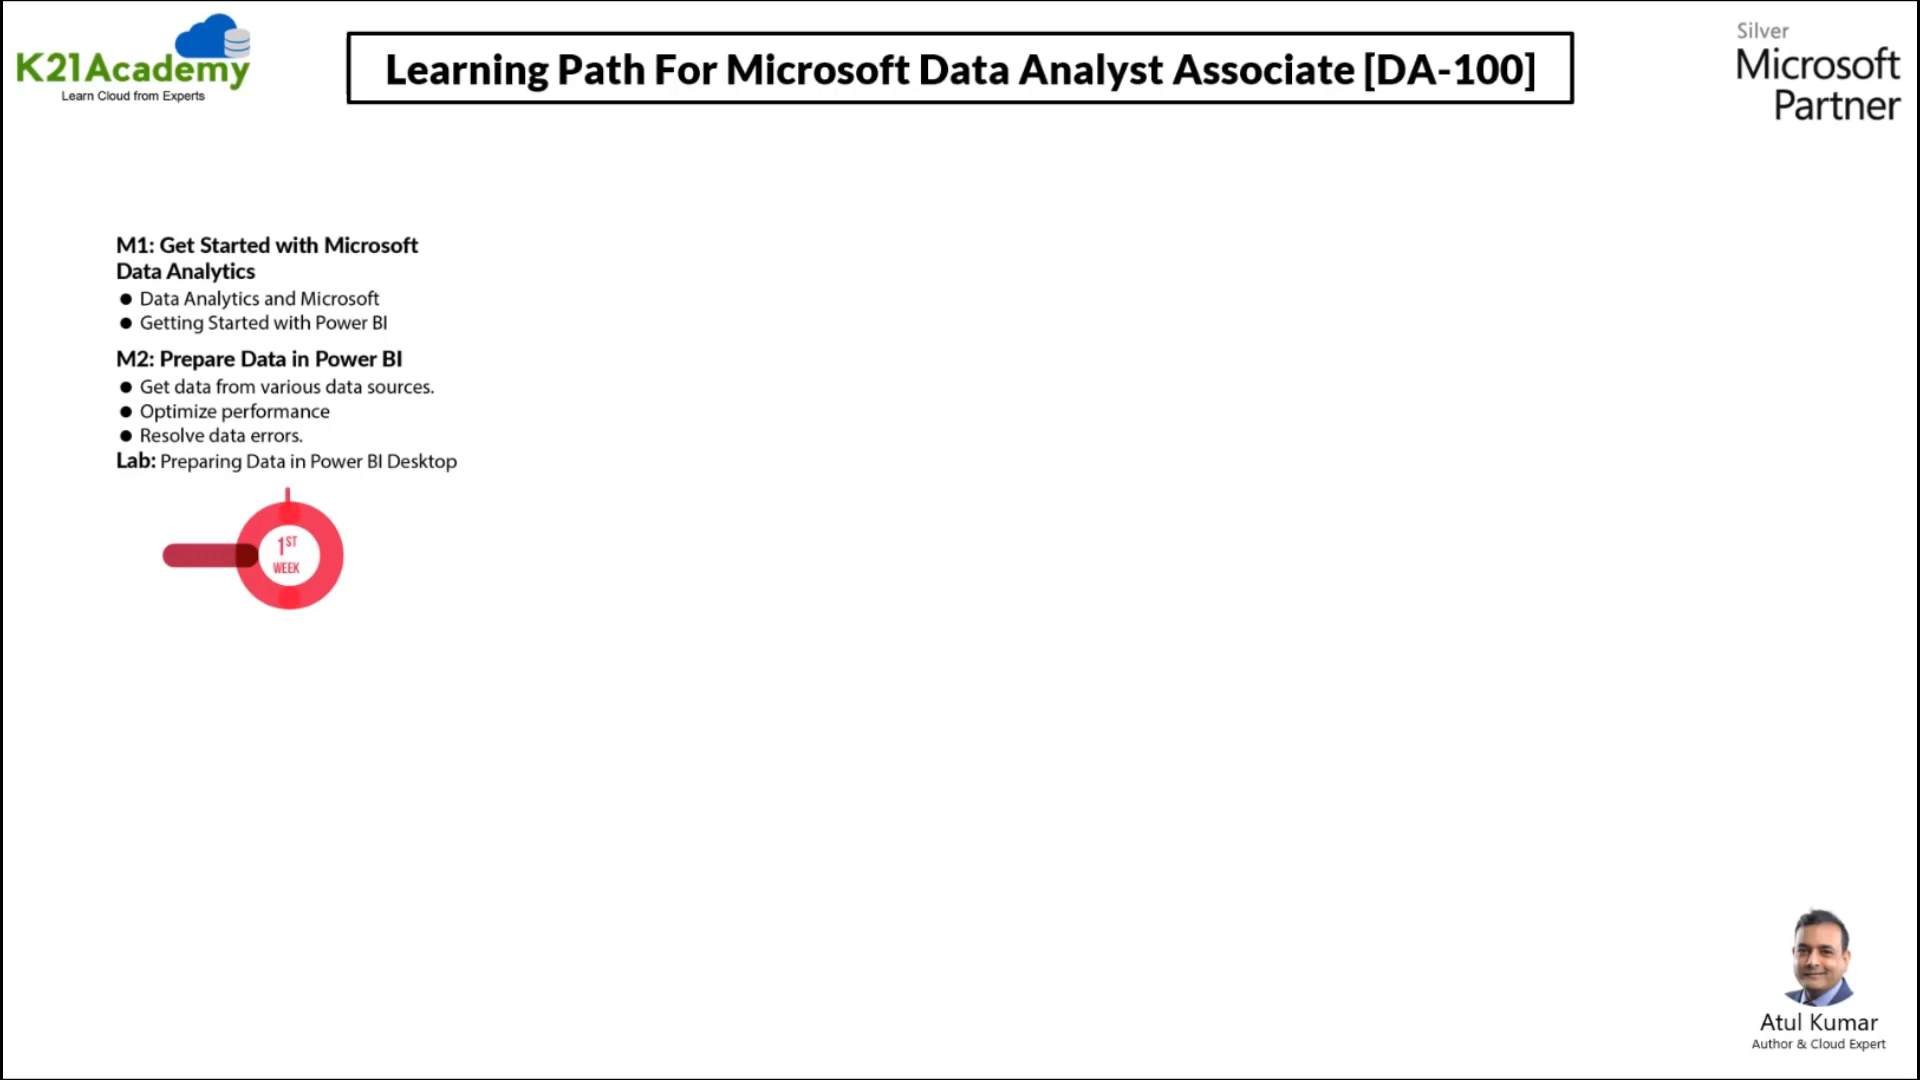 K21Academy
Learn Cloud from Experts
Learning Path For Microsoft Data Analyst Associate [DA-100]
Silver
Microsoft
Partner
M1: Get Started with Microsoft
Data Analytics
● Data Analytics and Microsoft
● Getting Started with Power BI
M2: Prepare Data in Power BI
● Get data from various data sources.
● Optimize performance
● Resolve data errors.
Lab: Preparing Data in Power BI Desktop
1ST
WEEK
Atul Kumar
Author & Cloud Expert